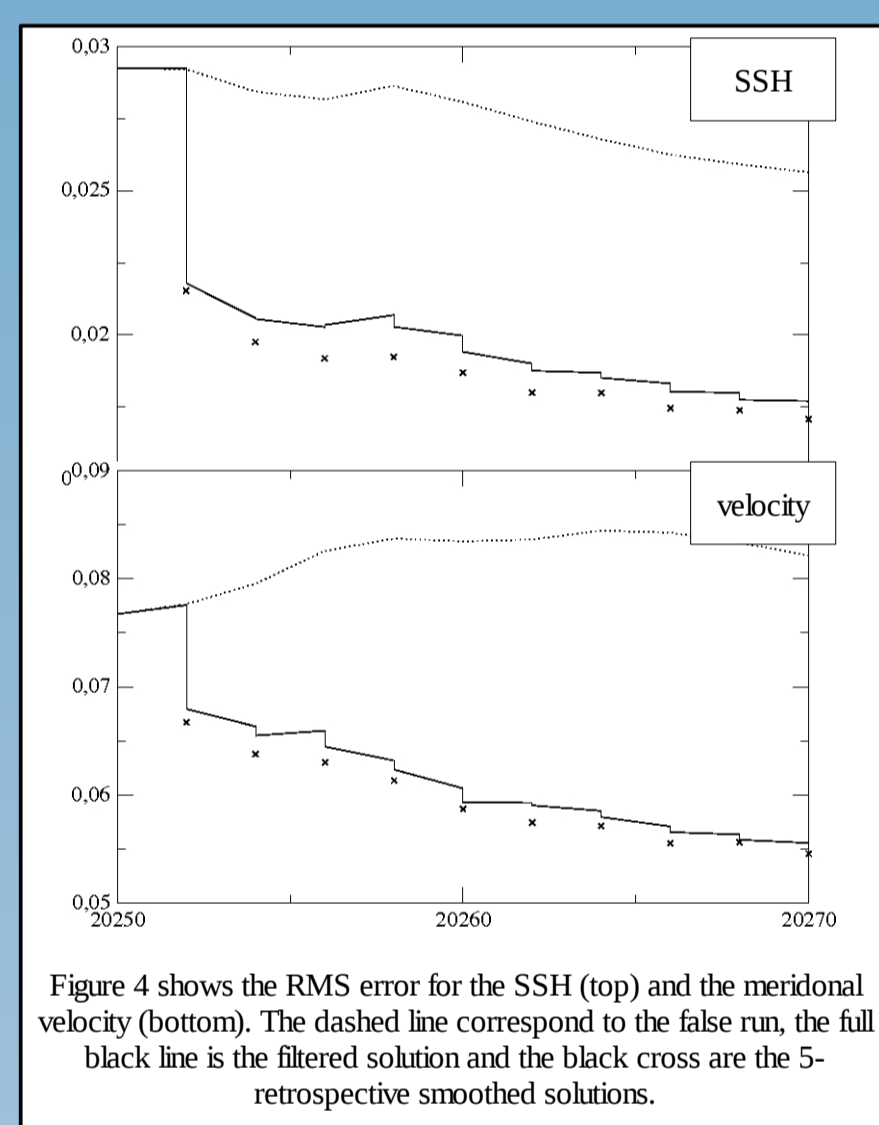 0,03
SSH
0,025
0,02
0
0,09
velocity
0,08
0,07
0,06
0,05
20250
20260
20270
Figure 4 shows the RMS error for the SSH (top) and the meridonal
velocity (bottom). The dashed line correspond to the false run, the full
black line is the filtered solution and the black cross are the 5-
retrospective smoothed solutions.